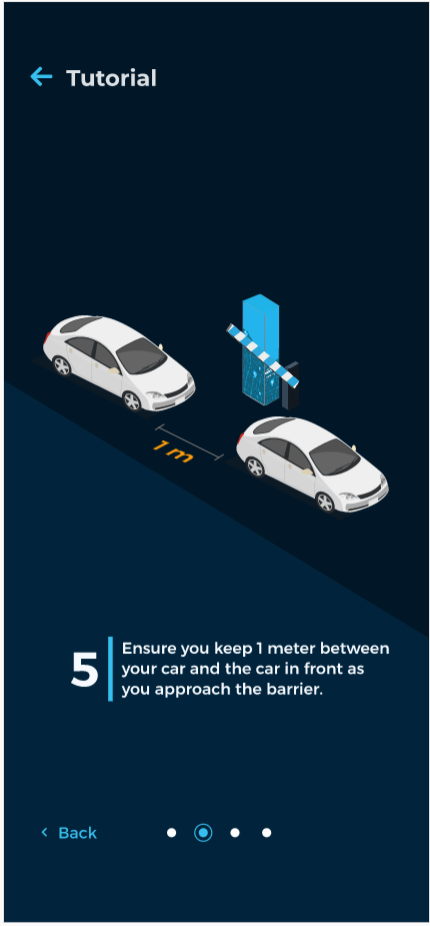 Tutorial
1 m
5
Ensure you keep 1 meter between
your car and the car in front as
you approach the barrier.
Back